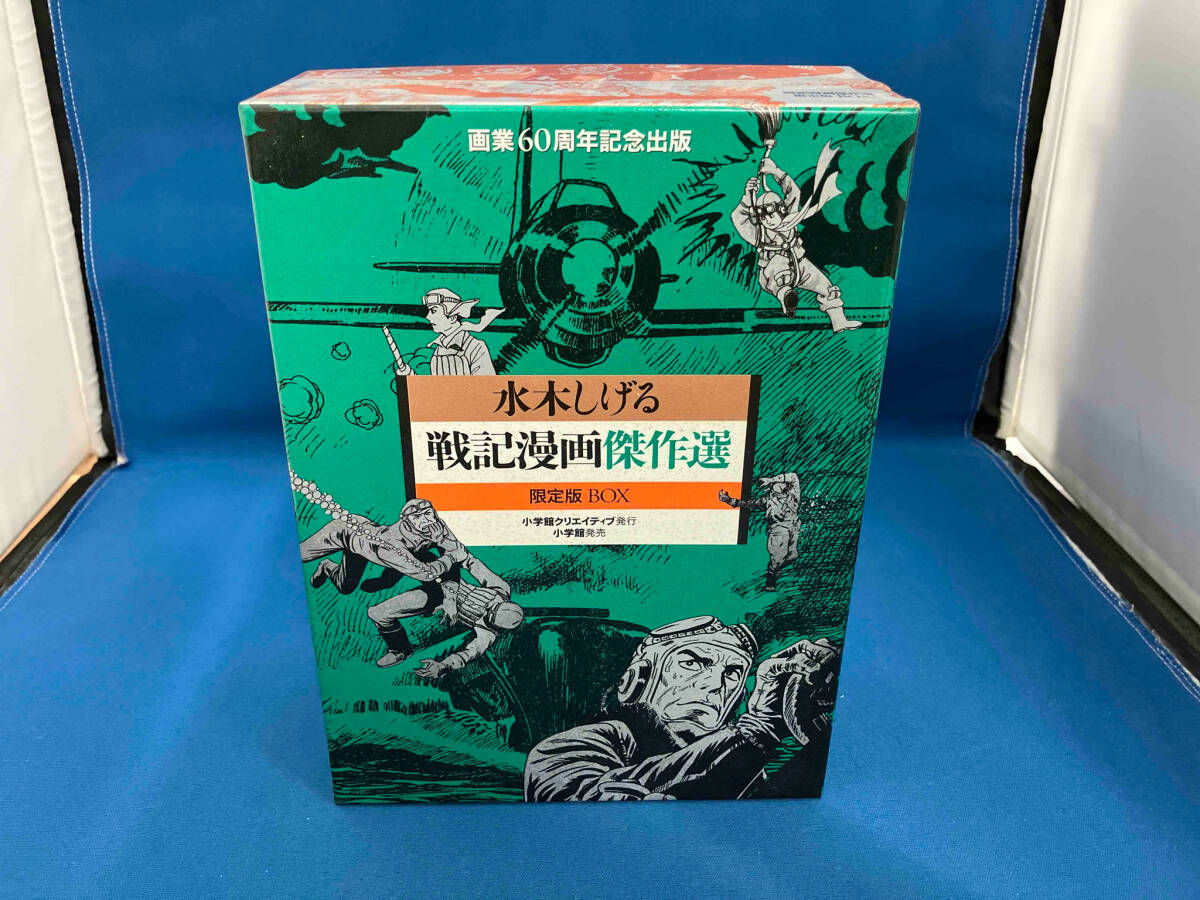 画業60周年記念出版
水木しげる
戦記漫画傑作選
限定版 BOX
小学館クリエイティブ発行
小学館発売